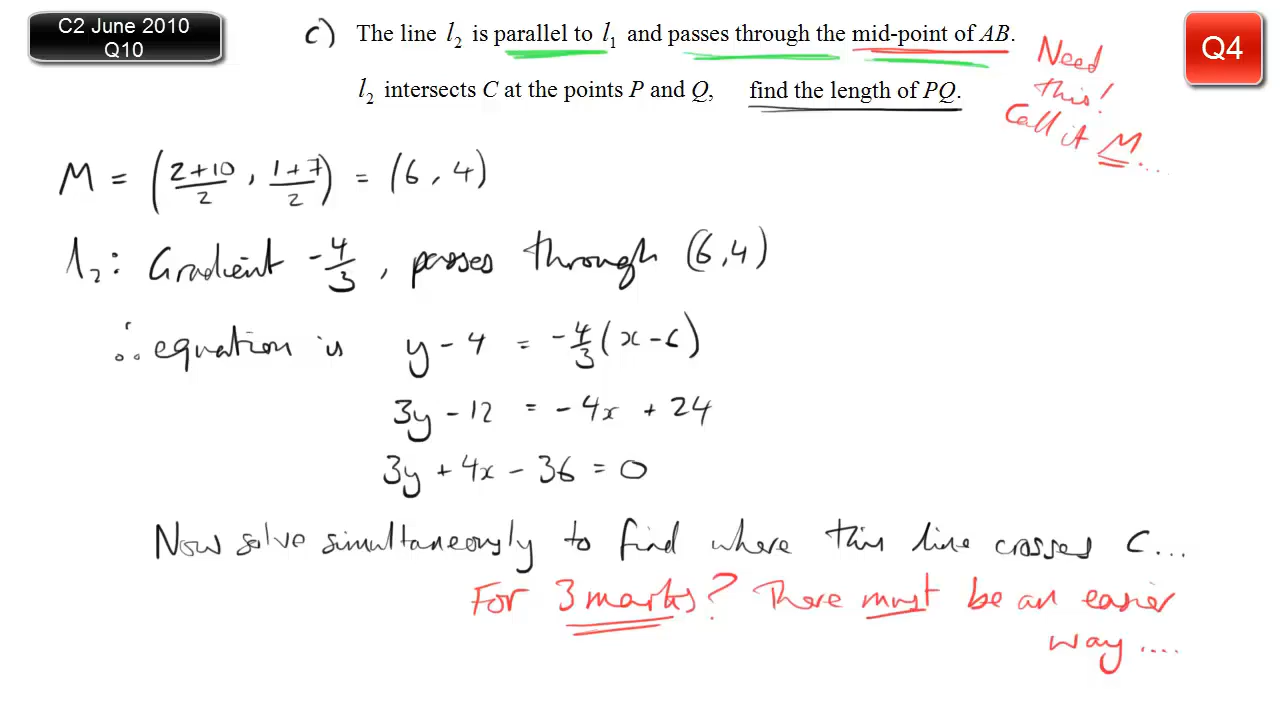 C2 June 2010
Q10
c) The line l₂ is parallel to l₁ and passes through the mid-point of AB.
l₂ intersects C at the points P and Q, find the length of PQ.
Q4
Need
this!
Call it M...
M = (2+10/2, 1+7/2) = (6, 4)
l₂: Gradient -4/3, passes through (6,4)
∴ equation is y - 4 = -4/3(x - 6)
3y - 12 = -4x + 24
3y + 4x - 36 = 0
Now solve simultaneously to find where this line crosses C...
For 3 marks? There must be an easier
way....